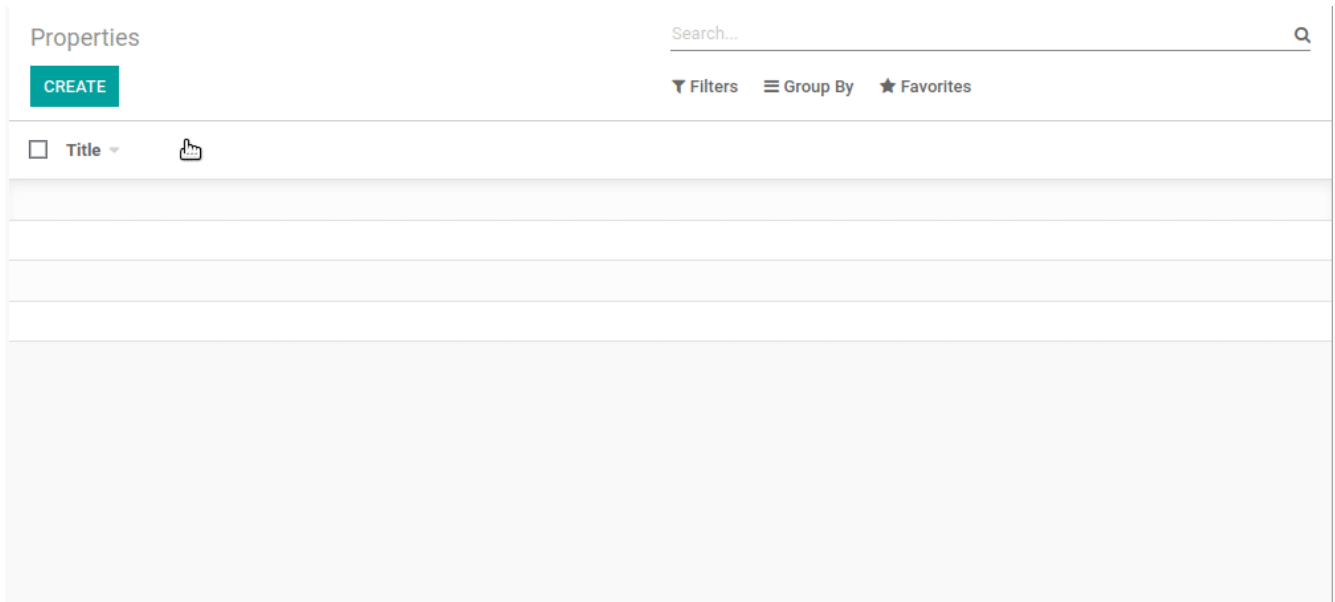 Properties
Search...
CREATE
Filters Group By Favorites
Title